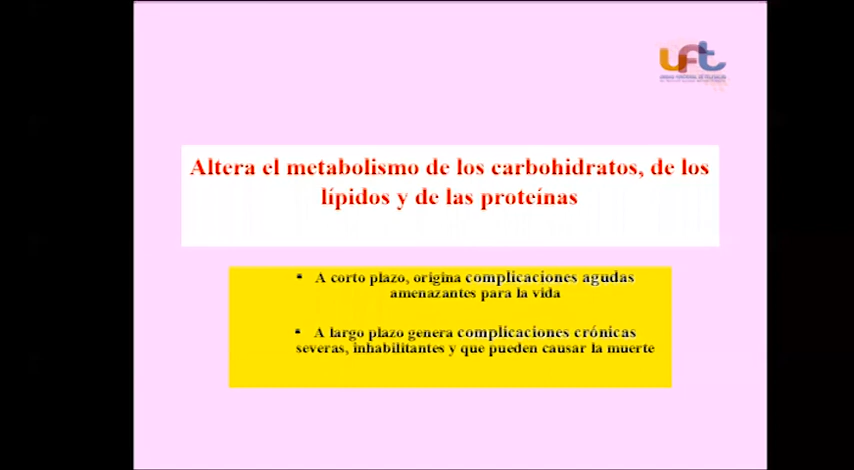 uft
Altera el metabolismo de los carbohidratos, de los
lípidos y de las proteínas
▪ A corto plazo, origina complicaciones agudas
amenazantes para la vida
▪ A largo plazo genera complicaciones crónicas
severas, inhabilitantes y que pueden causar la muerte